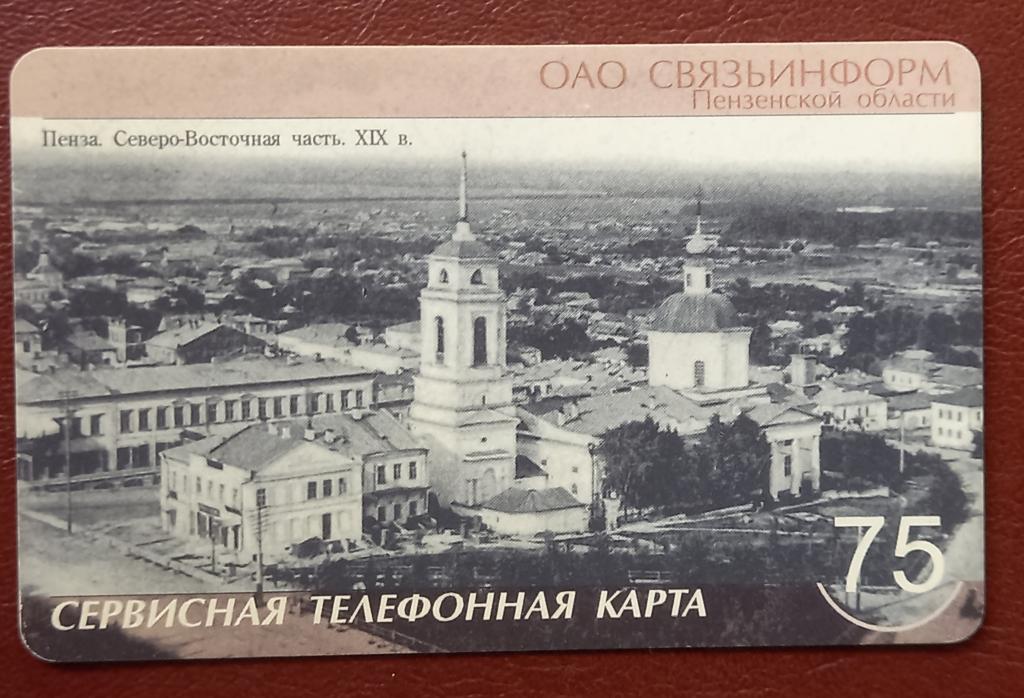 ОАО СВЯЗЬИНФОРМ
Пензенской области
Пенза. Северо-Восточная часть. XIX в.
75
СЕРВИСНАЯ ТЕЛЕФОННАЯ КАРТА